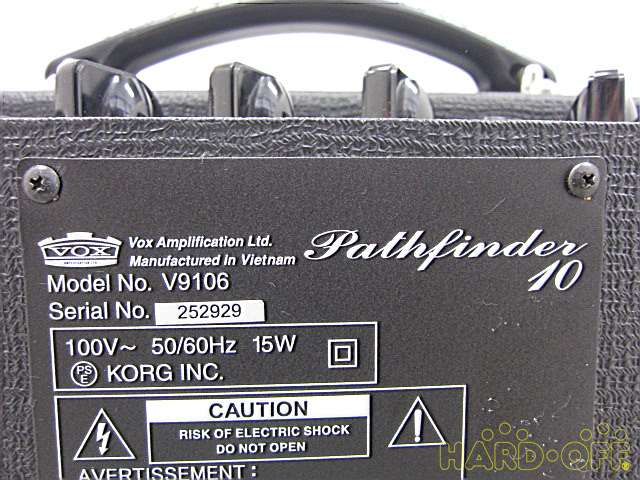 VOX
Vox Amplification Ltd.
Manufactured In Vietnam
Pathfinder
10
Model No. V9106
Serial No. 252929
100V~ 50/60Hz 15W
PSE KORG INC.
CAUTION
RISK OF ELECTRIC SHOCK
DO NOT OPEN
AVERTISSEMENT :
HARD-OFF